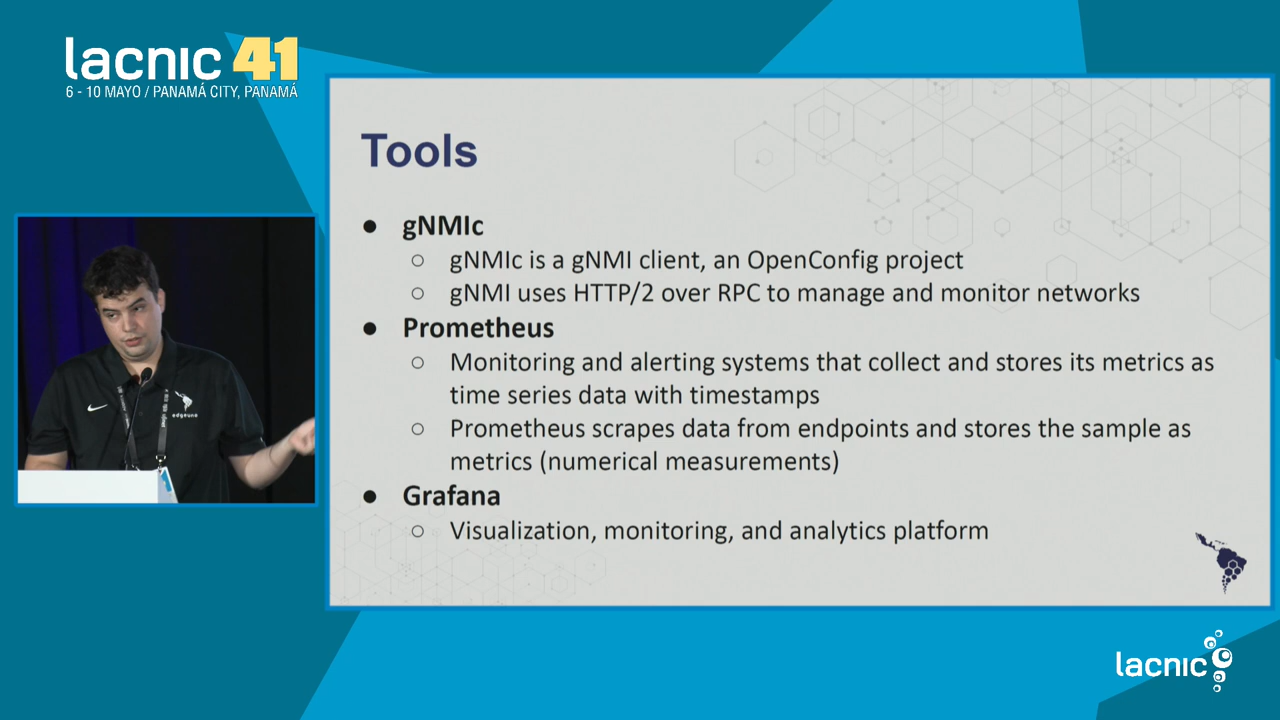 lacnic 41
6 - 10 MAYO / PANAMÁ CITY, PANAMÁ
Tools
● gNMIc
○ gNMIc is a gNMI client, an OpenConfig project
○ gNMI uses HTTP/2 over RPC to manage and monitor networks
● Prometheus
○ Monitoring and alerting systems that collect and stores its metrics as
time series data with timestamps
○ Prometheus scrapes data from endpoints and stores the sample as
metrics (numerical measurements)
● Grafana
○ Visualization, monitoring, and analytics platform
edgeuno
lacnic